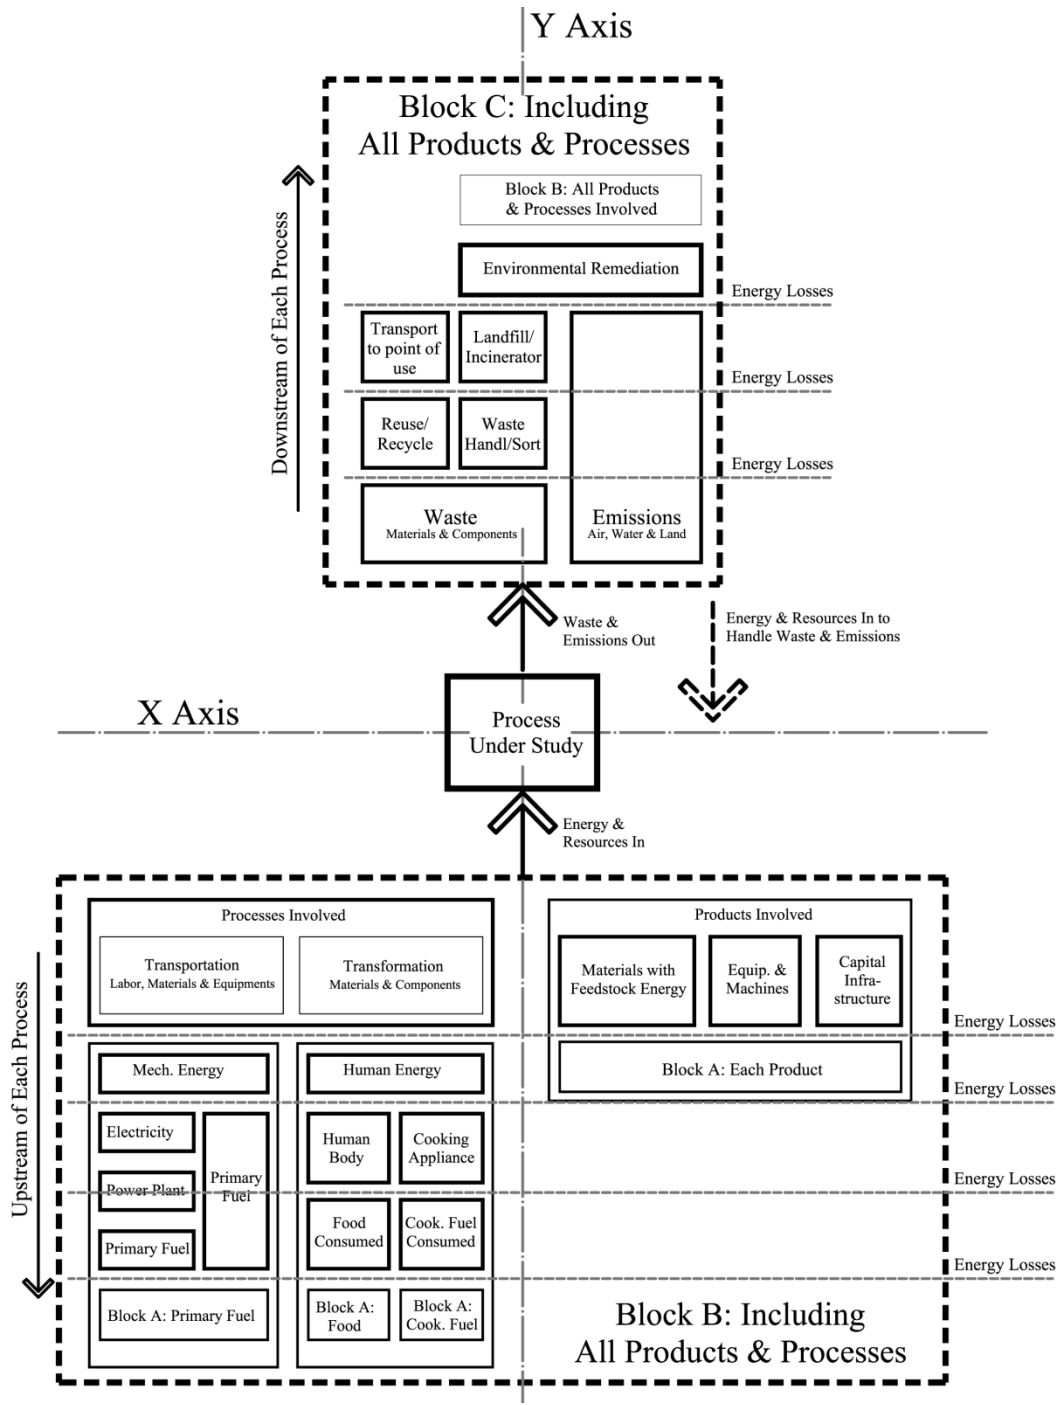 Y Axis
Block C: Including
All Products & Processes
Block B: All Products
& Processes Involved
Environmental Remediation
Energy Losses
Transport
to point of
use
Landfill/
Incinerator
Energy Losses
Reuse/
Recycle
Waste
Handl/Sort
Energy Losses
Waste
Materials & Components
Emissions
Air, Water & Land
Downstream of Each Process
Waste &
Emissions Out
Energy & Resources In to
Handle Waste & Emissions
X Axis
Process
Under Study
Energy &
Resources In
Processes Involved
Transportation
Labor, Materials & Equipments
Transformation
Materials & Components
Products Involved
Materials with
Feedstock Energy
Equip. &
Machines
Capital
Infra-
structure
Energy Losses
Block A: Each Product
Energy Losses
Mech. Energy
Human Energy
Electricity
Power Plant
Primary Fuel
Primary
Fuel
Human
Body
Cooking
Appliance
Energy Losses
Food
Consumed
Cook. Fuel
Consumed
Energy Losses
Block A: Primary Fuel
Block A:
Food
Block A:
Cook. Fuel
Upstream of Each Process
Block B: Including
All Products & Processes